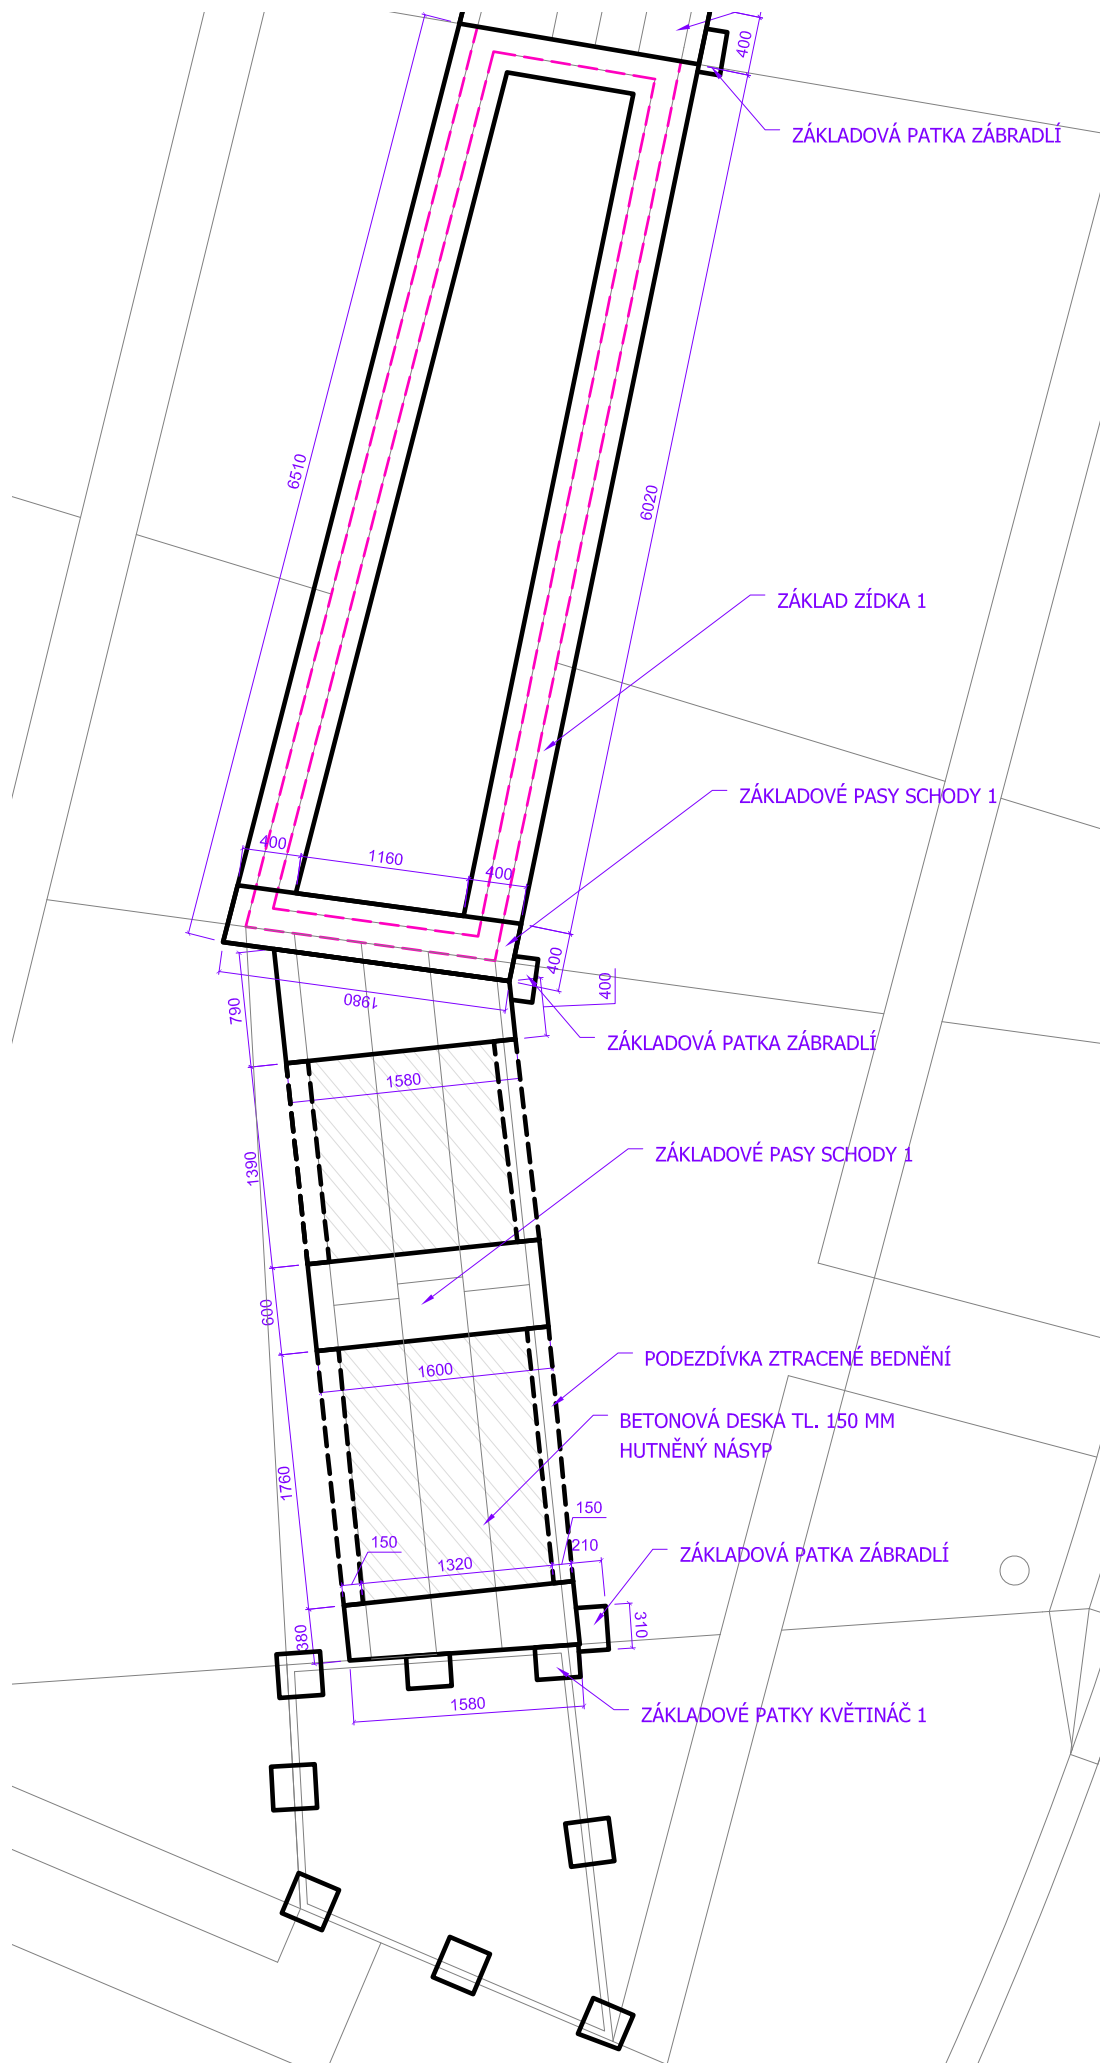 400
ZÁKLADOVÁ PATKA ZÁBRADLÍ
6510
6020
ZÁKLAD ZÍDKA 1
ZÁKLADOVÉ PASY SCHODY 1
400
1160
400
400
400
1980
790
ZÁKLADOVÁ PATKA ZÁBRADLÍ
1580
1390
ZÁKLADOVÉ PASY SCHODY 1
600
PODEZDÍVKA ZTRACENÉ BEDNĚNÍ
1600
BETONOVÁ DESKA TL. 150 MM
HUTNĚNÝ NÁSYP
1760
150
150
1320
210
ZÁKLADOVÁ PATKA ZÁBRADLÍ
380
310
1580
ZÁKLADOVÉ PATKY KVĚTINÁČ 1